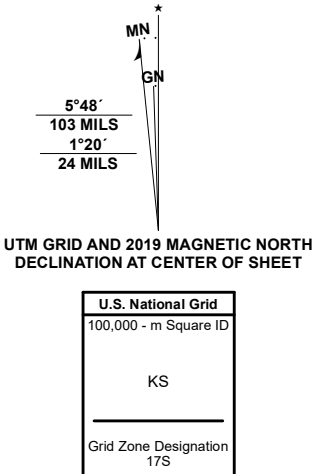 ★
MN
GN
5°48´
103 MILS
1°20´
24 MILS
UTM GRID AND 2019 MAGNETIC NORTH
DECLINATION AT CENTER OF SHEET
U.S. National Grid
100,000 - m Square ID
KS
Grid Zone Designation
17S